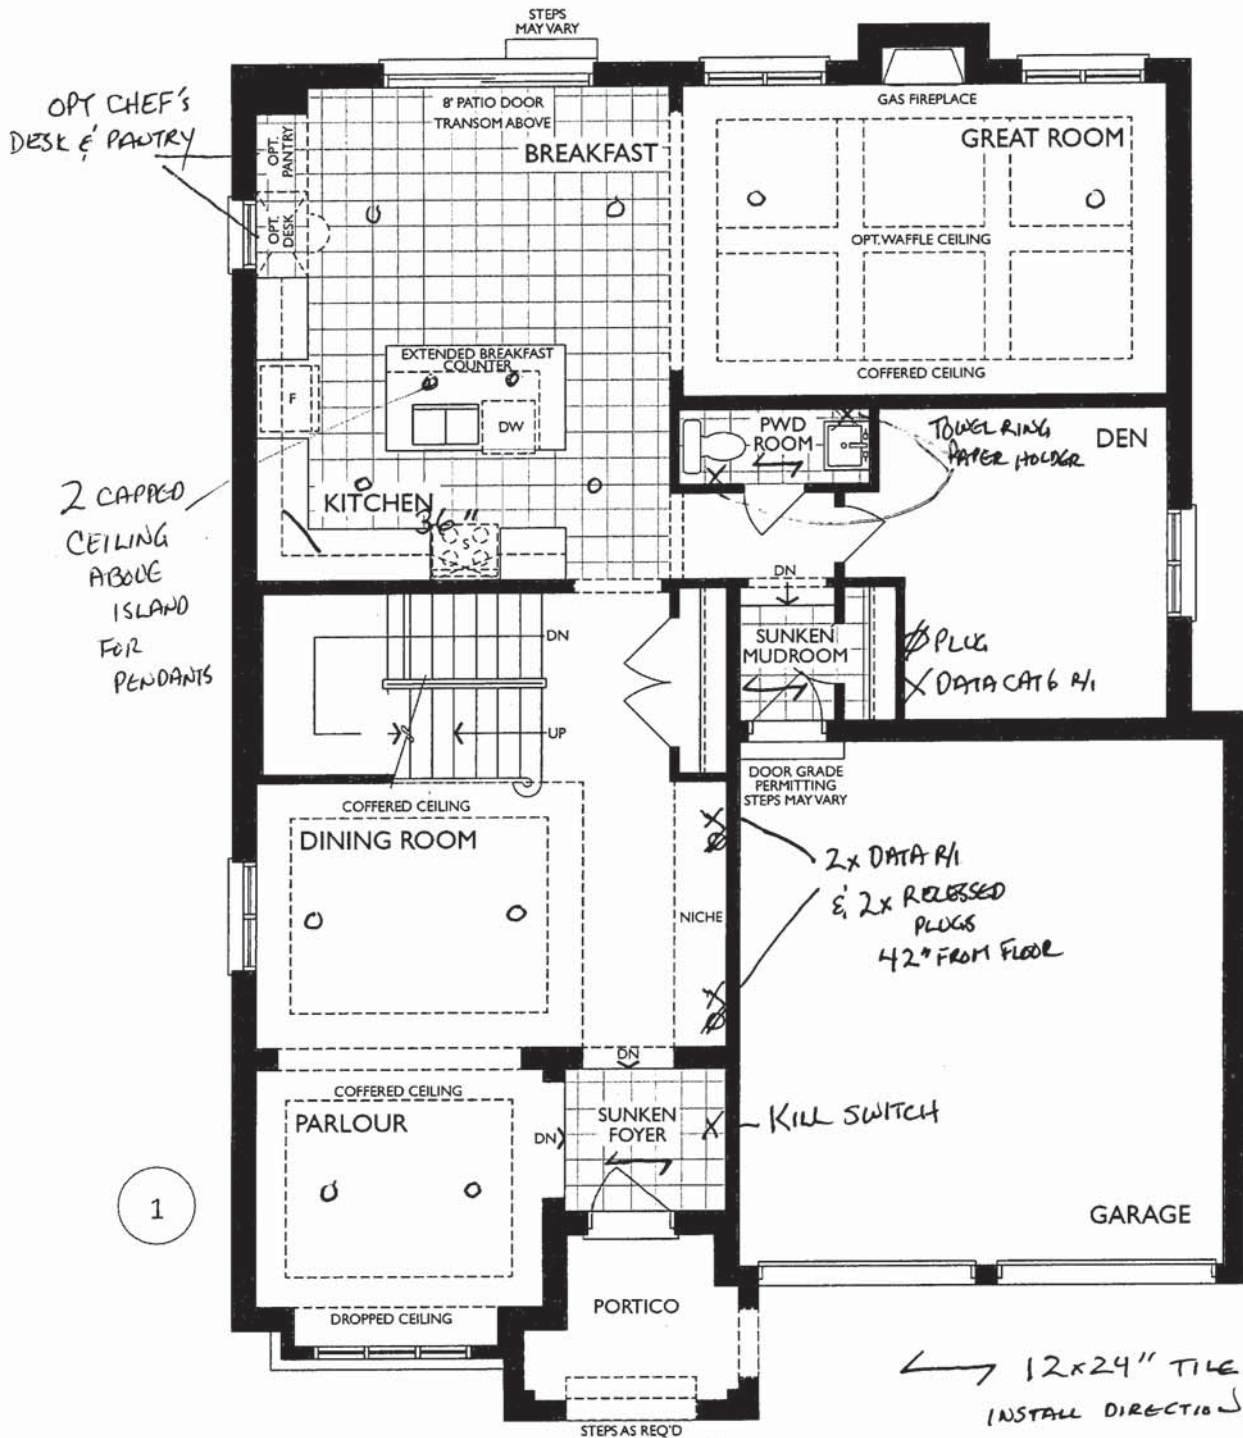 STEPS
MAY VARY
OPT CHEF'S
DESK & PANTRY
OPT.
PANTRY
OPT.
DESK
8' PATIO DOOR
TRANSOM ABOVE
BREAKFAST
GAS FIREPLACE
GREAT ROOM
OPT. WAFFLE CEILING
COFFERED CEILING
EXTENDED BREAKFAST
COUNTER
F
DW
KITCHEN
36"
S
2 CAPPED
CEILING
ABOVE
ISLAND
FOR
PENDANTS
PWD
ROOM
TOWEL RING
PAPER HOLDER
DEN
DN
SUNKEN
MUDROOM
PLUG
DATA CAT6 R/I
DN
UP
DOOR GRADE
PERMITTING
STEPS MAY VARY
COFFERED CEILING
DINING ROOM
NICHE
2x DATA R/I
& 2x RECESSED
PLUGS
42" FROM FLOOR
DN
COFFERED CEILING
PARLOUR
DN
SUNKEN
FOYER
KILL SWITCH
1
GARAGE
DROPPED CEILING
PORTICO
STEPS AS REQ'D
12x24" TILE
INSTALL DIRECTION